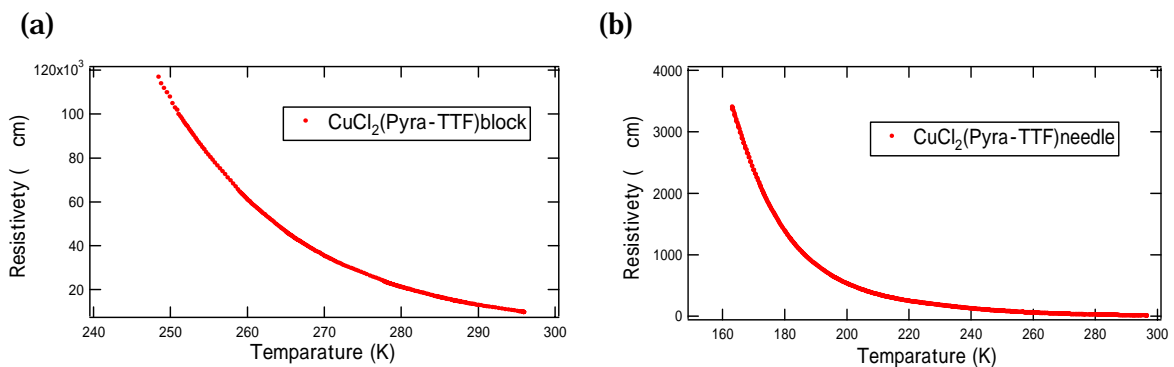 (a)
(b)
120x10³
100
80
60
40
20
240 250 260 270 280 290 300
Resistivety ( cm)
Temparature (K)
CuCl₂(Pyra-TTF)block
4000
3000
2000
1000
0
160 180 200 220 240 260 280 300
Resistivety ( cm)
Temparature (K)
CuCl₂(Pyra-TTF)needle